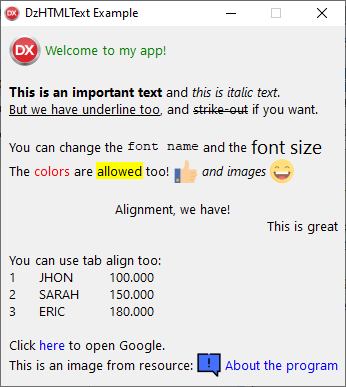 DzHTMLText Example
DX Welcome to my app!
This is an important text and this is italic text.
But we have underline too, and strike-out if you want.
You can change the font name and the font size
The colors are allowed too! and images
Alignment, we have!
This is great
You can use tab align too:
1 JHON 100.000
2 SARAH 150.000
3 ERIC 180.000
Click here to open Google.
This is an image from resource: ! About the program